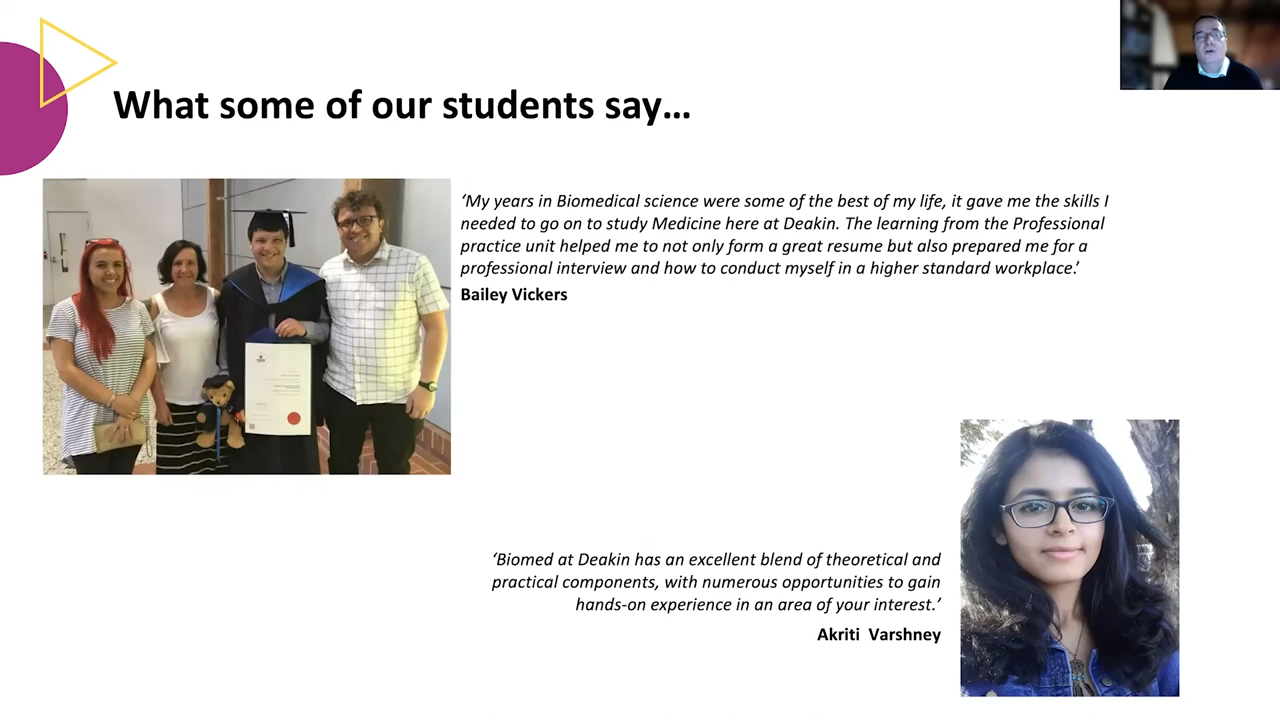 What some of our students say...
‘My years in Biomedical science were some of the best of my life, it gave me the skills I
needed to go on to study Medicine here at Deakin. The learning from the Professional
practice unit helped me to not only form a great resume but also prepared me for a
professional interview and how to conduct myself in a higher standard workplace.’
Bailey Vickers
‘Biomed at Deakin has an excellent blend of theoretical and
practical components, with numerous opportunities to gain
hands-on experience in an area of your interest.’
Akriti Varshney